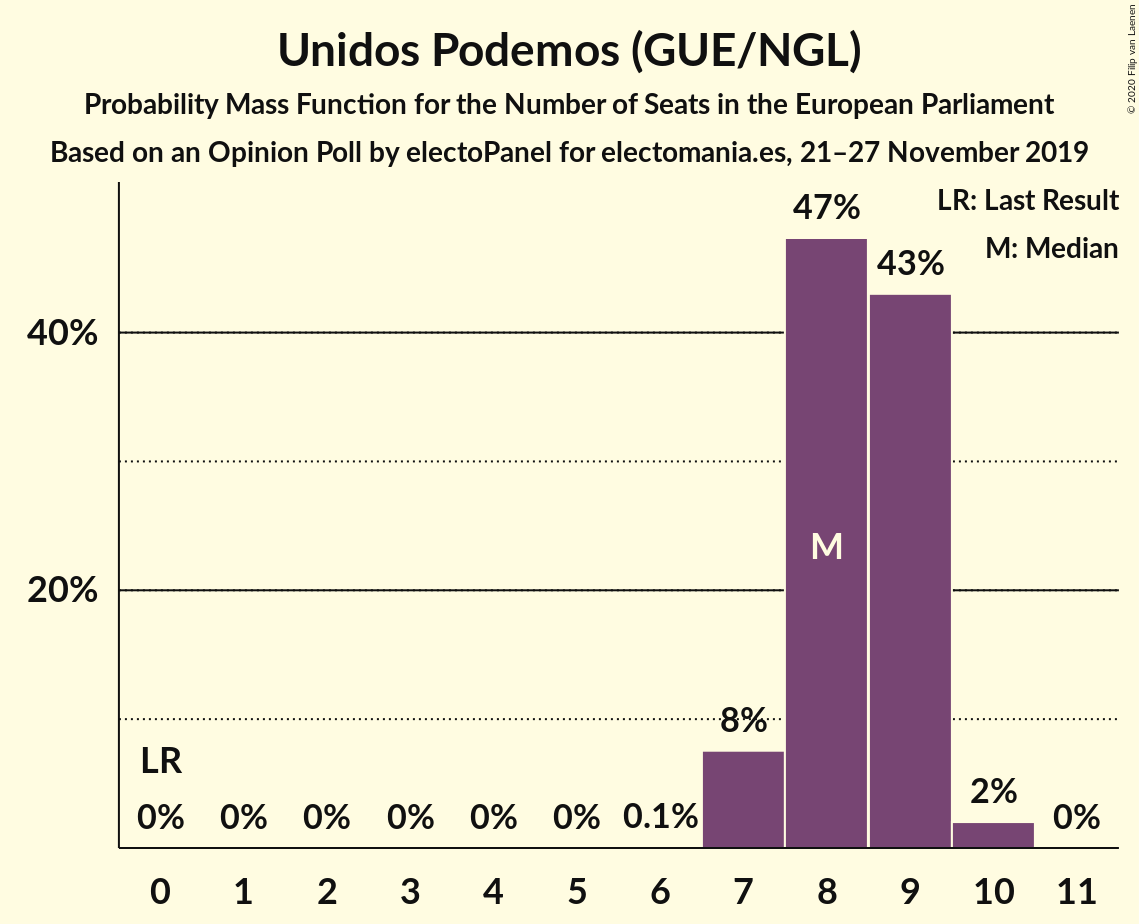 Unidos Podemos (GUE/NGL)
Probability Mass Function for the Number of Seats in the European Parliament
Based on an Opinion Poll by electoPanel for electomania.es, 21–27 November 2019
© 2020 Filip van Laenen
LR: Last Result
M: Median
47%
43%
40%
M
20%
8%
LR
2%
0% 0% 0% 0% 0% 0% 0.1% 0%
0 1 2 3 4 5 6 7 8 9 10 11